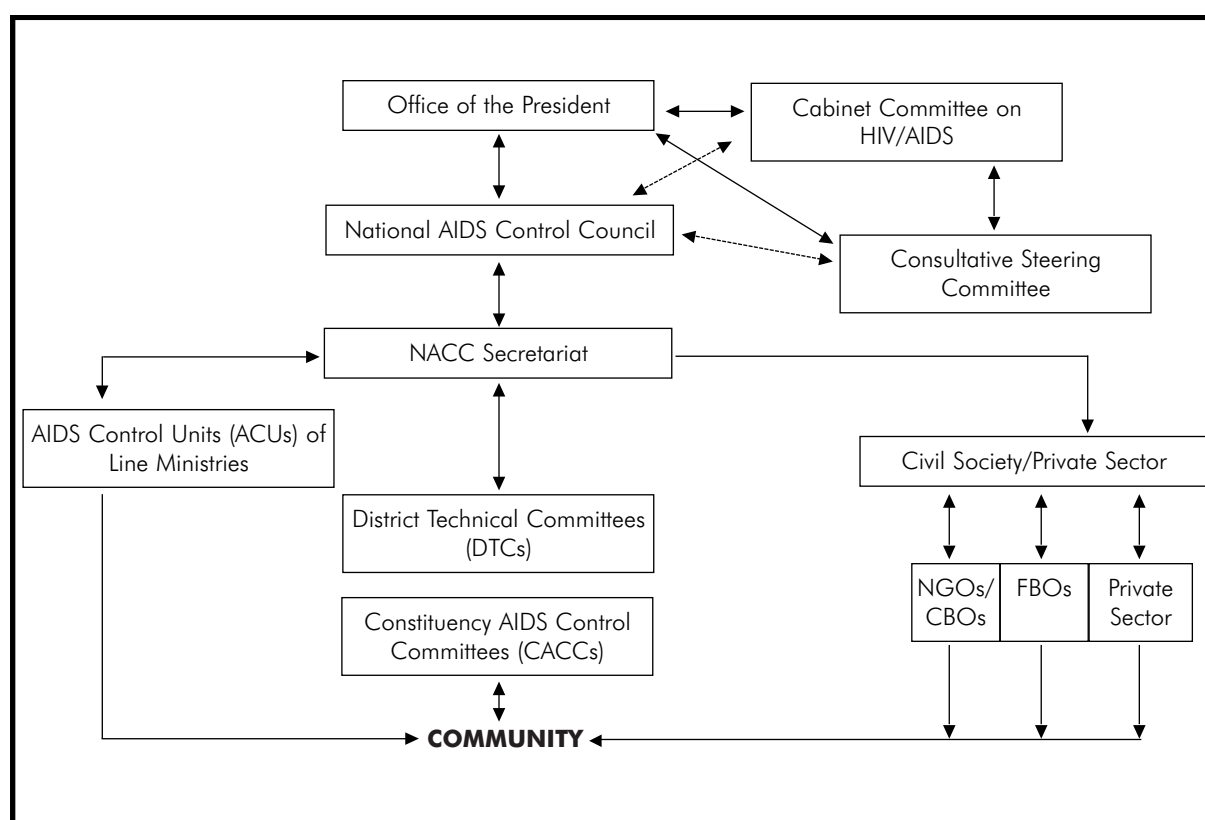 Office of the President
Cabinet Committee on
HIV/AIDS
National AIDS Control Council
Consultative Steering
Committee
NACC Secretariat
AIDS Control Units (ACUs) of
Line Ministries
Civil Society/Private Sector
District Technical Committees
(DTCs)
NGOs/
CBOs
FBOs
Private
Sector
Constituency AIDS Control
Committees (CACCs)
COMMUNITY